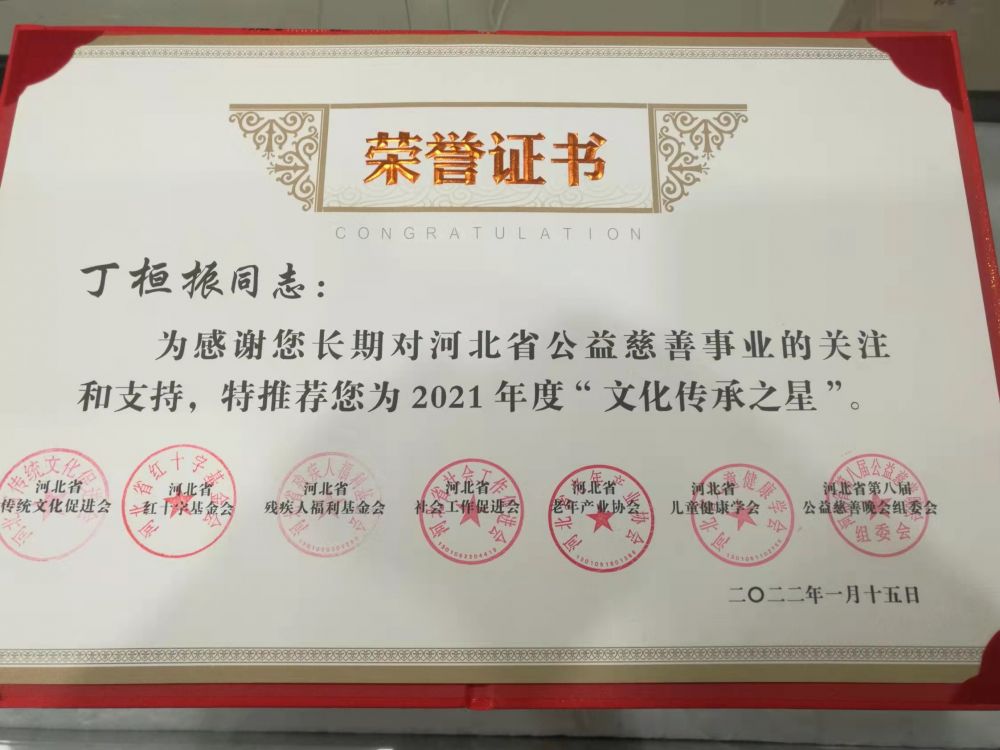 荣誉证书
CONGRATULATION
丁桓振同志：
为感谢您长期对河北省公益慈善事业的关注
和支持，特推荐您为2021年度“文化传承之星”。
河北省
传统文化促进会
河北省
红十字基金会
河北省
残疾人福利基金会
河北省
社会工作促进会
河北省
老年产业协会
河北省
儿童健康学会
河北省第八届
公益慈善晚会组委会
组委会
二〇二二年一月十五日